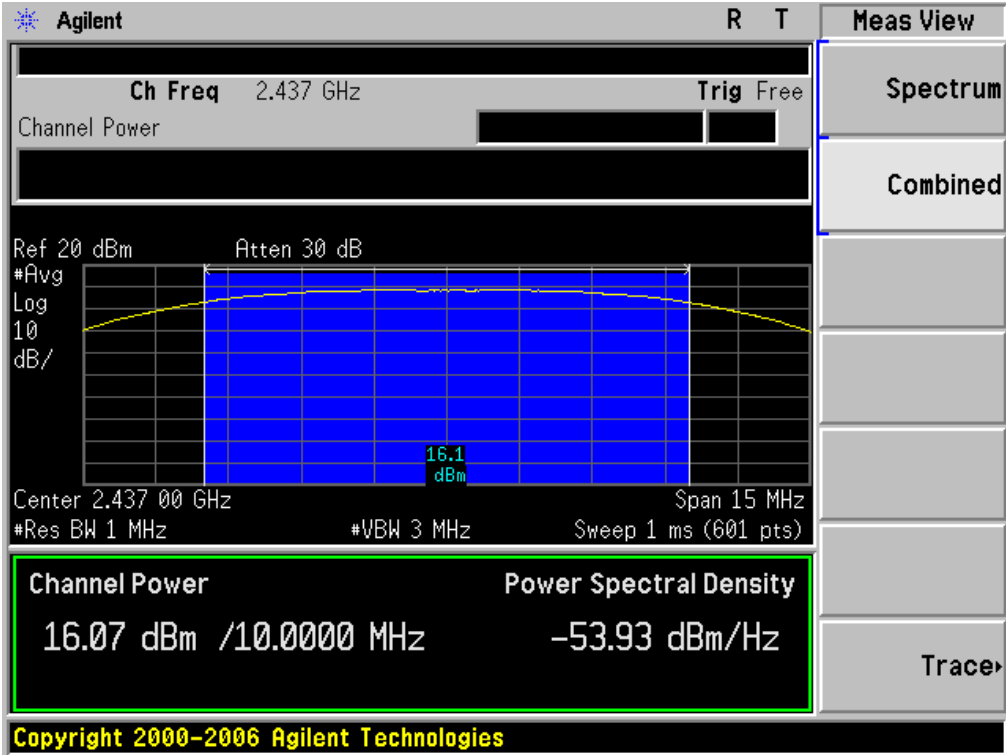 Agilent R T Meas View
Ch Freq 2.437 GHz Trig Free
Spectrum
Channel Power
Combined
Ref 20 dBm Atten 30 dB
#Avg
Log
10
dB/
16.1
dBm
Center 2.437 00 GHz Span 15 MHz
#Res BW 1 MHz #VBW 3 MHz Sweep 1 ms (601 pts)
Channel Power Power Spectral Density
16.07 dBm /10.0000 MHz -53.93 dBm/Hz
Trace
Copyright 2000-2006 Agilent Technologies